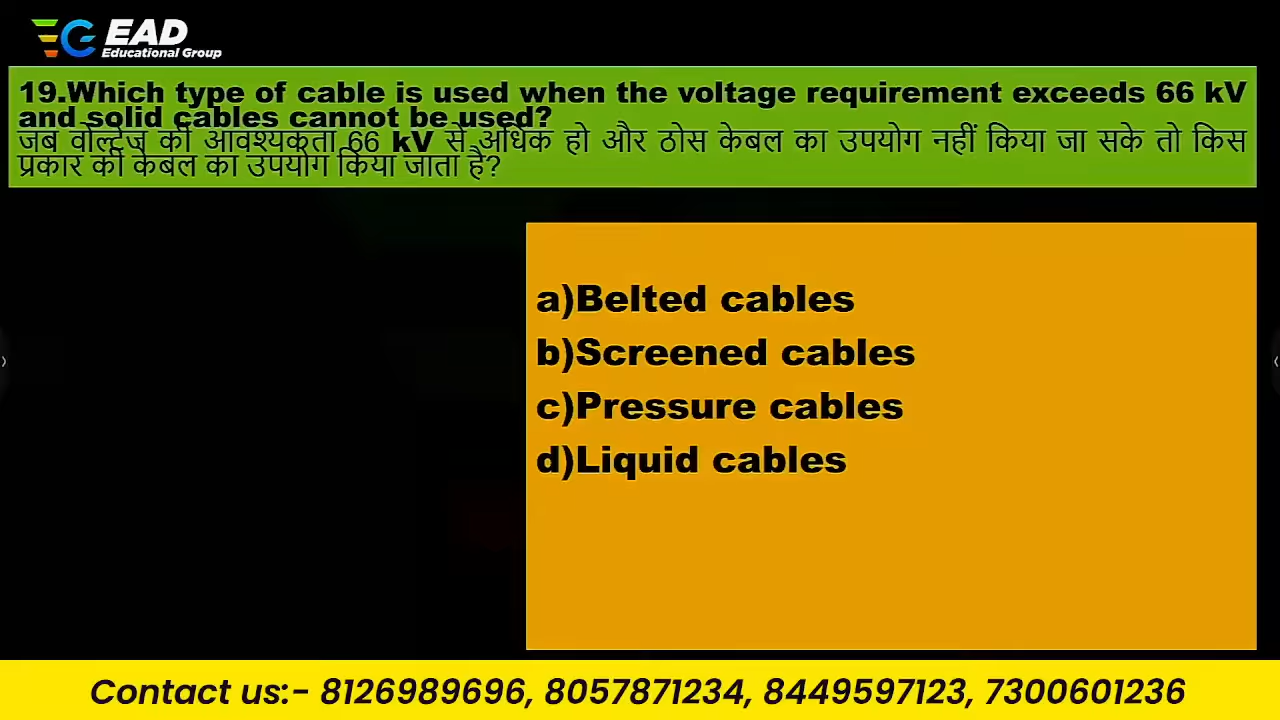 EAD
Educational Group
19.Which type of cable is used when the voltage requirement exceeds 66 kV
and solid cables cannot be used?
जब वोल्टेज की आवश्यकता 66 kV से अधिक हो और ठोस केबल का उपयोग नहीं किया जा सके तो किस
प्रकार की केबल का उपयोग किया जाता है?
a)Belted cables
b)Screened cables
c)Pressure cables
d)Liquid cables
Contact us:- 8126989696, 8057871234, 8449597123, 7300601236